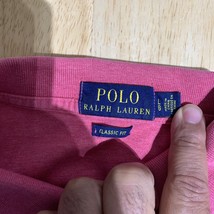 POLO
RALPH LAUREN
CLASSIC FIT